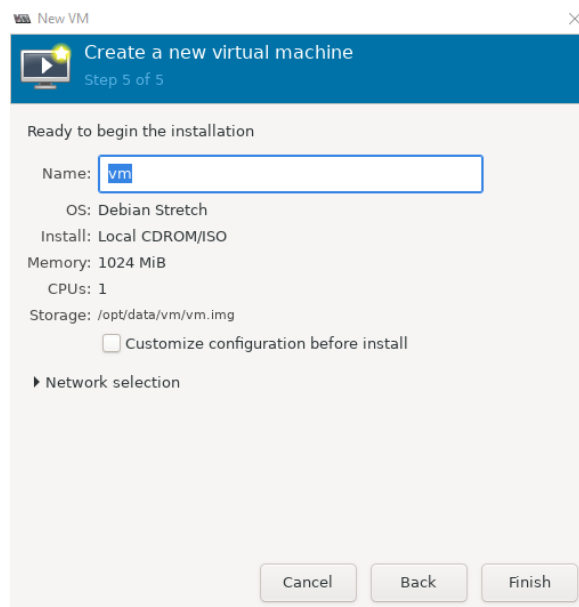 New VM
Create a new virtual machine
Step 5 of 5
Ready to begin the installation
Name: vm
OS: Debian Stretch
Install: Local CDROM/ISO
Memory: 1024 MiB
CPUs: 1
Storage: /opt/data/vm/vm.img
Customize configuration before install
Network selection
Cancel Back Finish